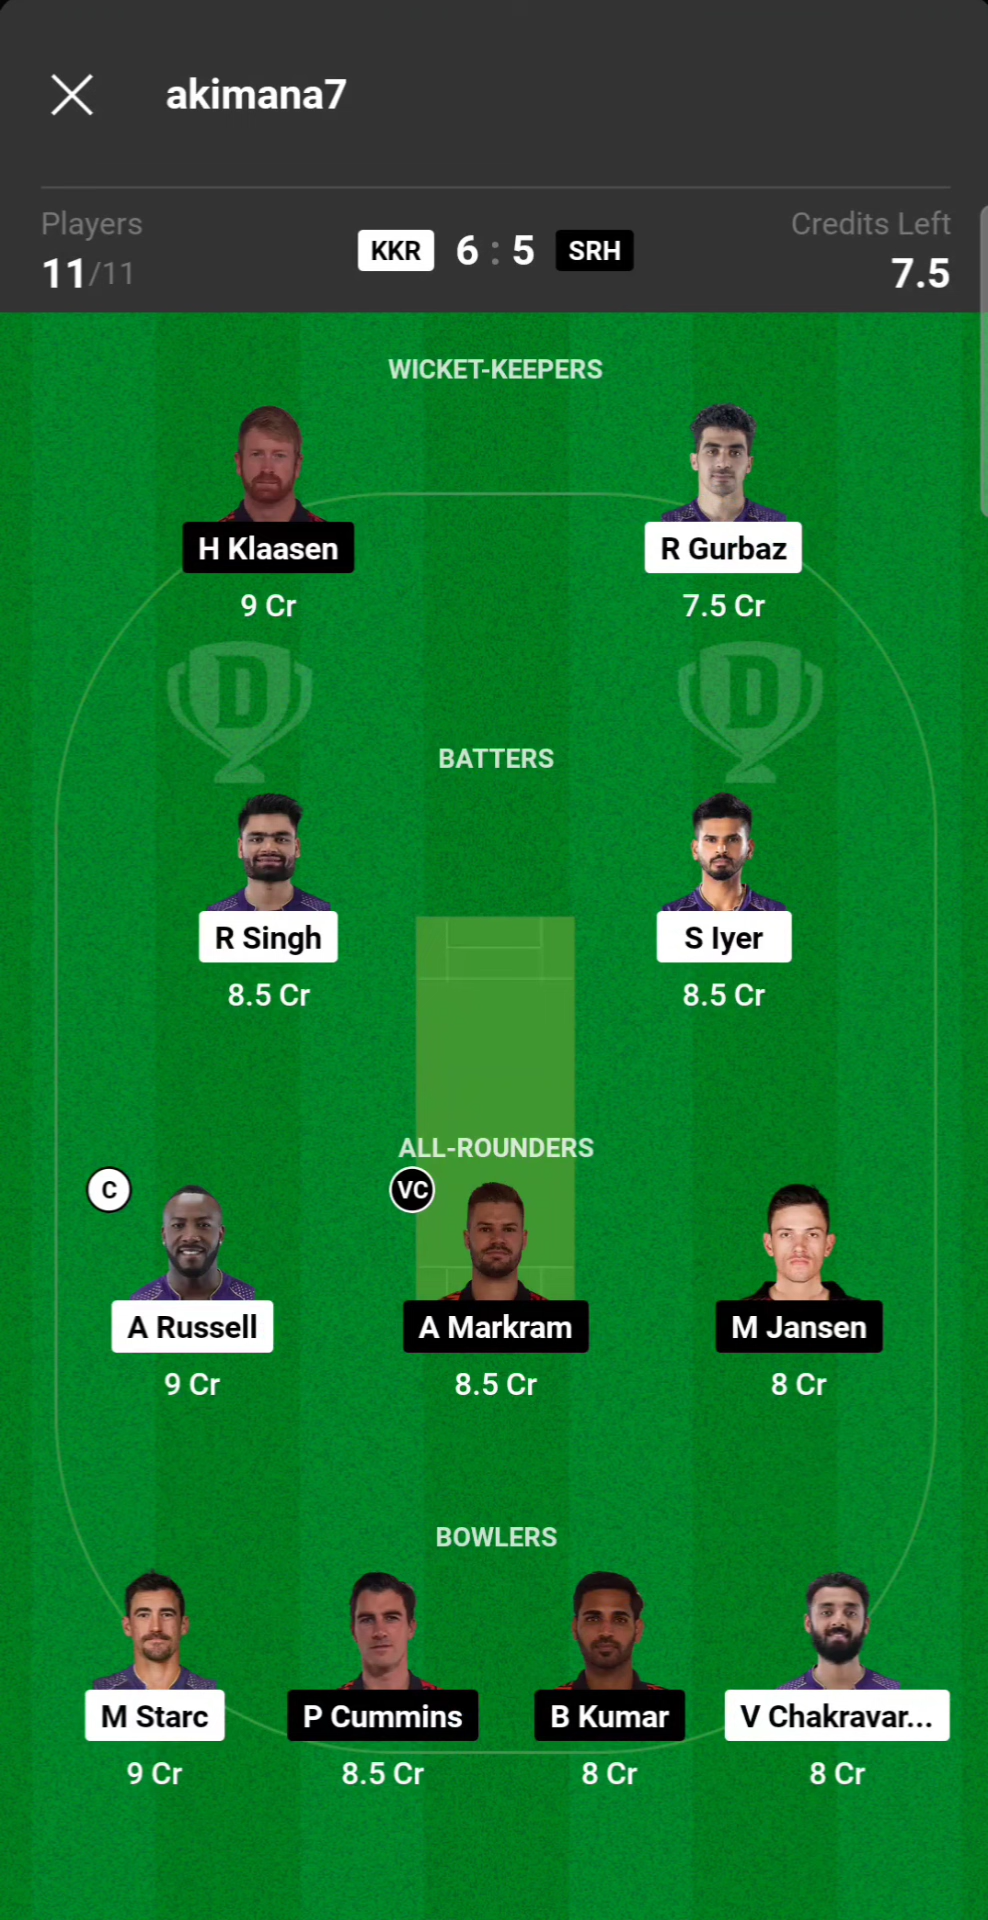 akimana7
Players
11/11
KKR 6 : 5 SRH
Credits Left
7.5
WICKET-KEEPERS
H Klaasen
9 Cr
R Gurbaz
7.5 Cr
D
D
BATTERS
R Singh
8.5 Cr
S Iyer
8.5 Cr
ALL-ROUNDERS
C
A Russell
9 Cr
VC
A Markram
8.5 Cr
M Jansen
8 Cr
BOWLERS
M Starc
9 Cr
P Cummins
8.5 Cr
B Kumar
8 Cr
V Chakravar...
8 Cr